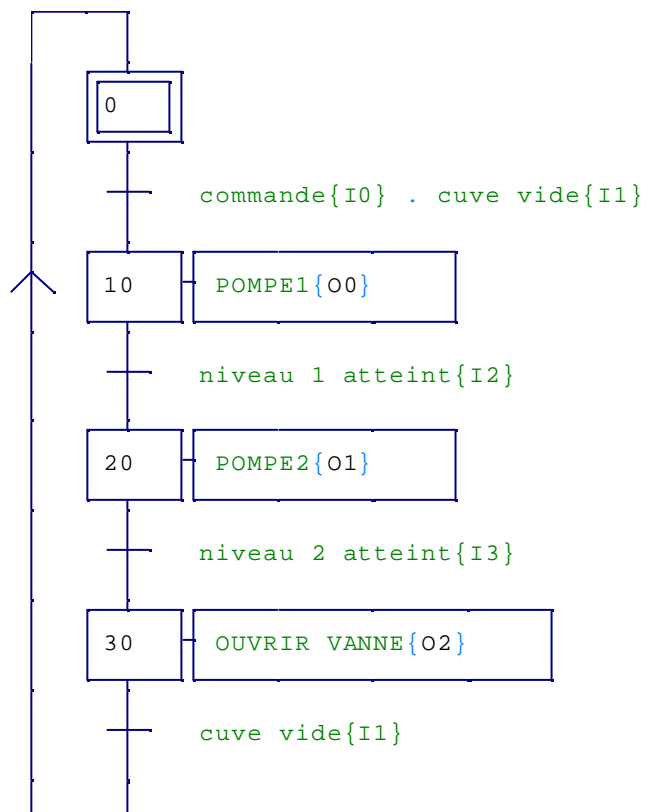 0
commande{I0} . cuve vide{I1}
10 POMPE1{O0}
niveau 1 atteint{I2}
20 POMPE2{O1}
niveau 2 atteint{I3}
30 OUVRIR VANNE{O2}
cuve vide{I1}